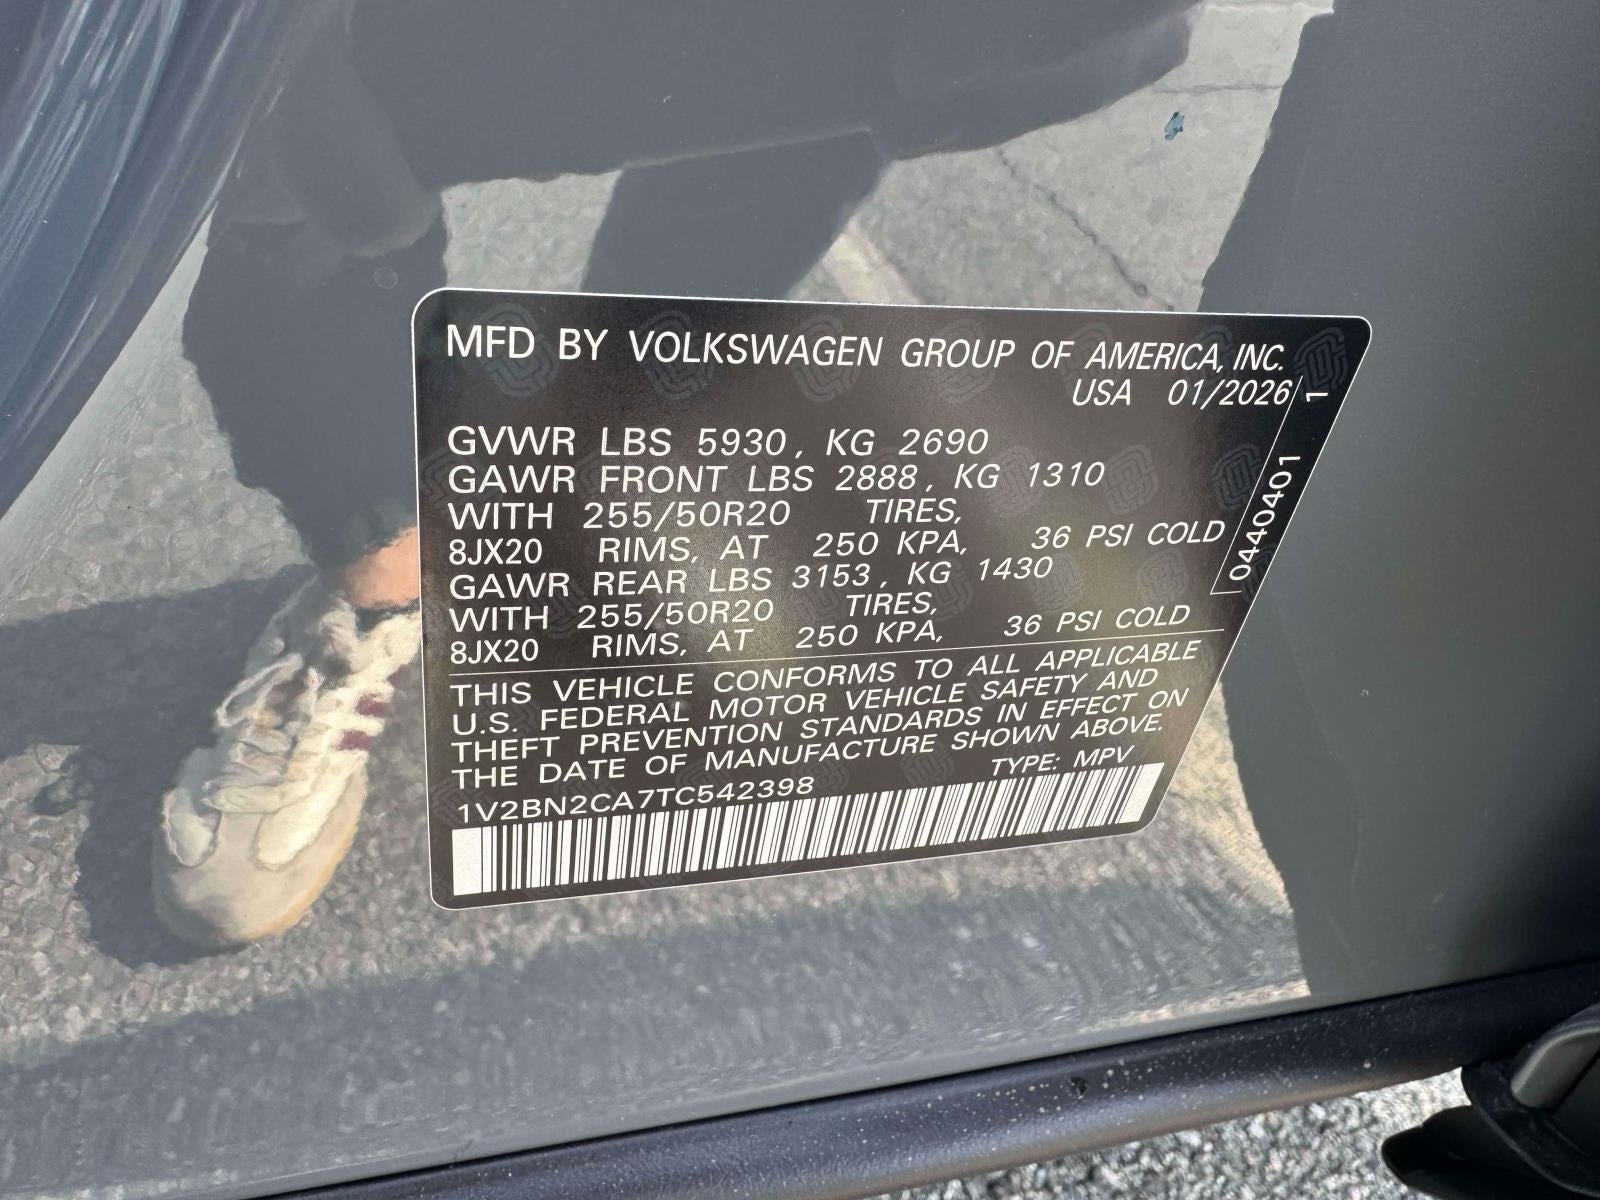 MFD BY VOLKSWAGEN GROUP OF AMERICA, INC.
USA 01/2026
GVWR LBS 5930, KG 2690
GAWR FRONT LBS 2888, KG 1310
WITH 255/50R20 TIRES,
8JX20 RIMS, AT 250 KPA, 36 PSI COLD
GAWR REAR LBS 3153, KG 1430
WITH 255/50R20 TIRES,
8JX20 RIMS, AT 250 KPA, 36 PSI COLD
THIS VEHICLE CONFORMS TO ALL APPLICABLE
U.S. FEDERAL MOTOR VEHICLE SAFETY AND
THEFT PREVENTION STANDARDS IN EFFECT ON
THE DATE OF MANUFACTURE SHOWN ABOVE.
TYPE: MPV
1V2BN2CA7TC542398
0440401 1